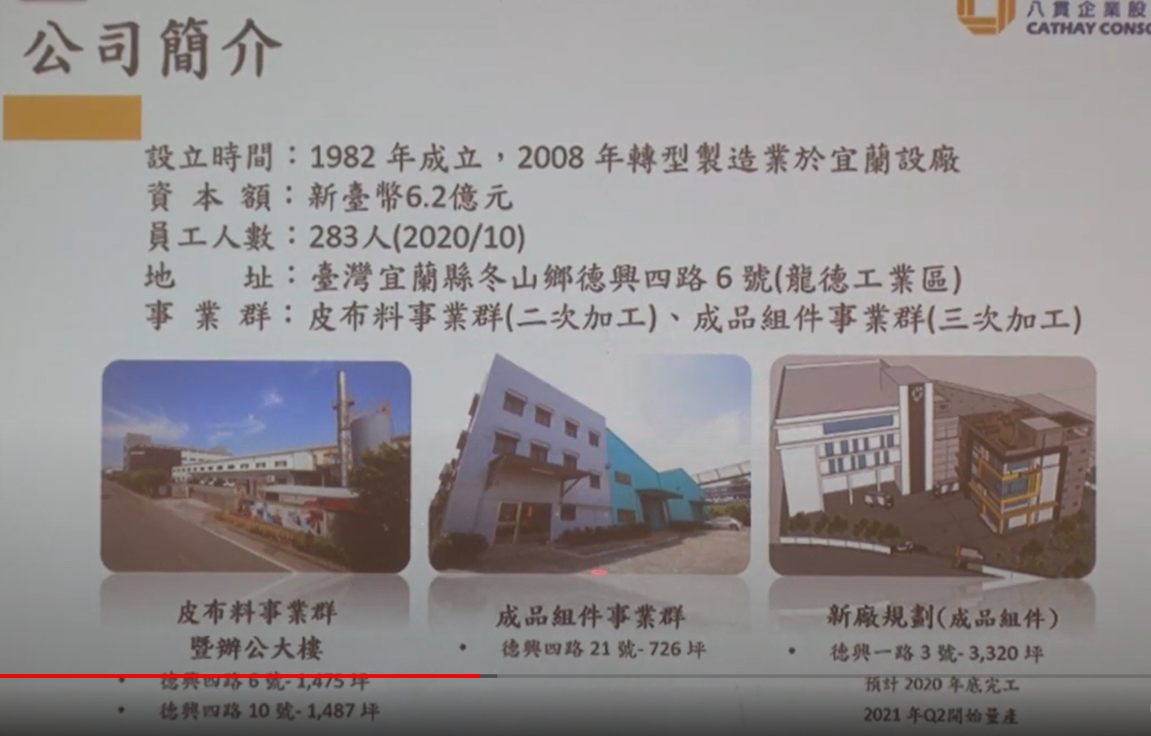 八貫企業股
CATHAY CONSO
公司簡介
設立時間：1982 年成立，2008 年轉型製造業於宜蘭設廠
資 本 額：新臺幣6.2億元
員工人數：283人(2020/10)
地 址：臺灣宜蘭縣冬山鄉德興四路 6 號(龍德工業區)
事 業 群：皮布料事業群(二次加工)、成品組件事業群(三次加工)
皮布料事業群
暨辦公大樓
• 德興四路 6 號- 1,475 坪
• 德興四路 10 號- 1,487 坪
成品組件事業群
• 德興四路 21 號- 726 坪
新廠規劃(成品組件)
• 德興一路 3 號- 3,320 坪
預計 2020 年底完工
2021 年Q2開始量產